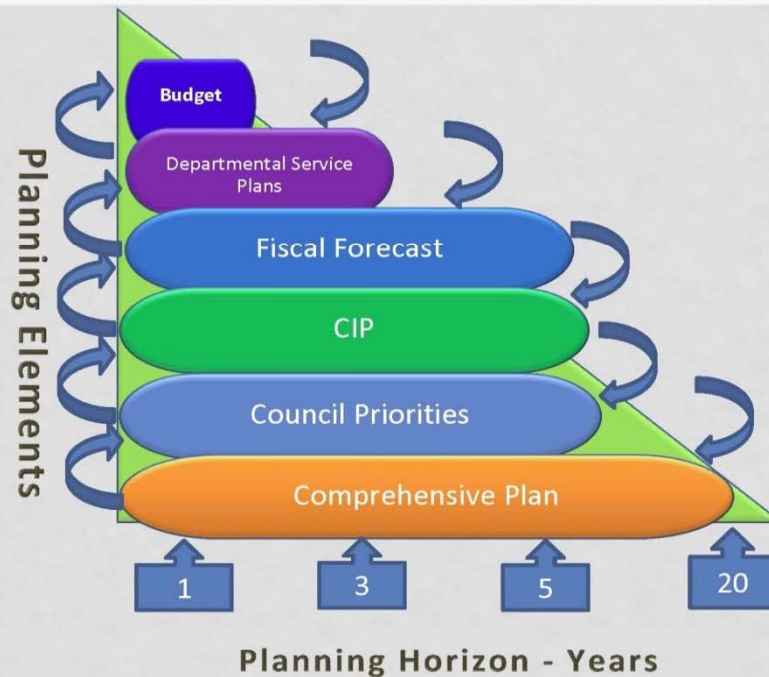 Budget
Departmental Service
Plans
Fiscal Forecast
CIP
Council Priorities
Comprehensive Plan
Planning Elements
1
3
5
20
Planning Horizon - Years